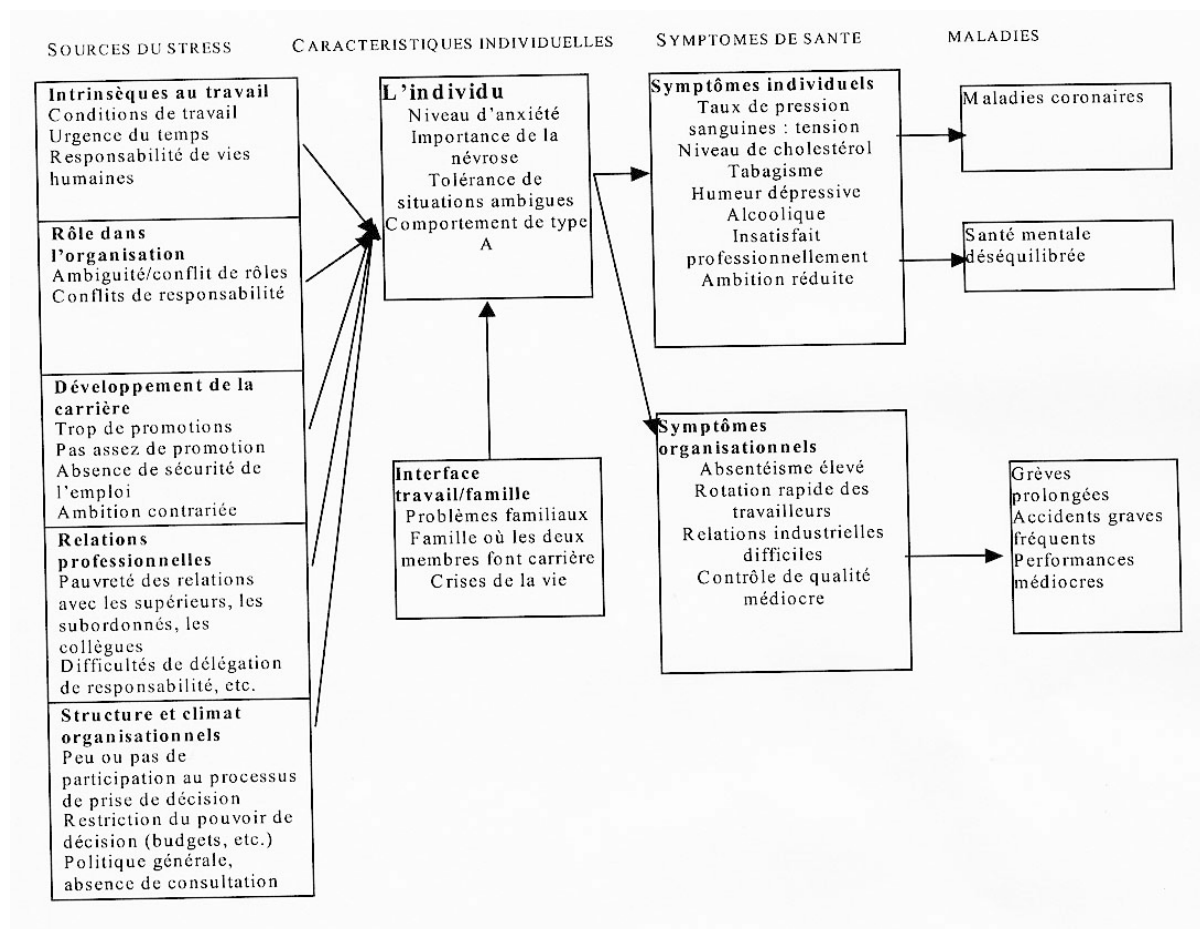 SOURCES DU STRESS
CARACTERISTIQUES INDIVIDUELLES
SYMPTOMES DE SANTE
MALADIES
Intrinsèques au travail
Conditions de travail
Urgence du temps
Responsabilité de vies
humaines
Rôle dans
l'organisation
Ambiguité/conflit de rôles
Conflits de responsabilité
Développement de la
carrière
Trop de promotions
Pas assez de promotion
Absence de sécurité de
l'emploi
Ambition contrariée
Relations
professionnelles
Pauvreté des relations
avec les supérieurs, les
subordonnés, les
collègues
Difficultés de délégation
de responsabilité, etc.
Structure et climat
organisationnels
Peu ou pas de
participation au processus
de prise de décision
Restriction du pouvoir de
décision (budgets, etc.)
Politique générale,
absence de consultation
L'individu
Niveau d'anxiété
Importance de la
névrose
Tolérance de
situations ambigues
Comportement de type
A
Interface
travail/famille
Problèmes familiaux
Famille où les deux
membres font carrière
Crises de la vie
Symptômes individuels
Taux de pression
sanguines : tension
Niveau de cholestérol
Tabagisme
Humeur dépressive
Alcoolique
Insatisfait
professionnellement
Ambition réduite
Symptômes
organisationnels
Absentéisme élevé
Rotation rapide des
travailleurs
Relations industrielles
difficiles
Contrôle de qualité
médiocre
Maladies coronaires
Santé mentale
déséquilibrée
Grèves
prolongées
Accidents graves
fréquents
Performances
médiocres